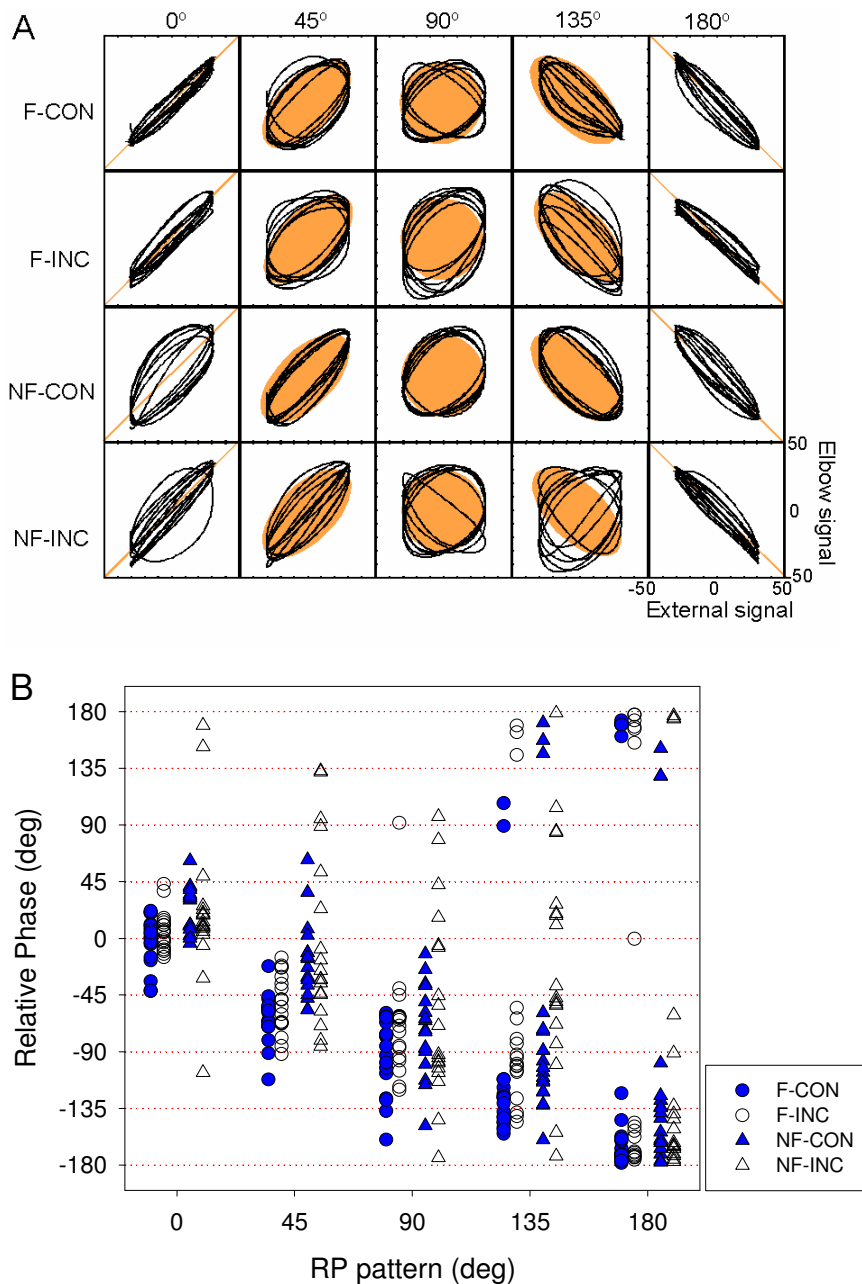 A
0° 45° 90° 135° 180°
F-CON
F-INC
NF-CON
NF-INC
50
0
-50
Elbow signal
-50 0 50
External signal
B
180
135
90
45
0
-45
-90
-135
-180
Relative Phase (deg)
0 45 90 135 180
RP pattern (deg)
F-CON
F-INC
NF-CON
NF-INC